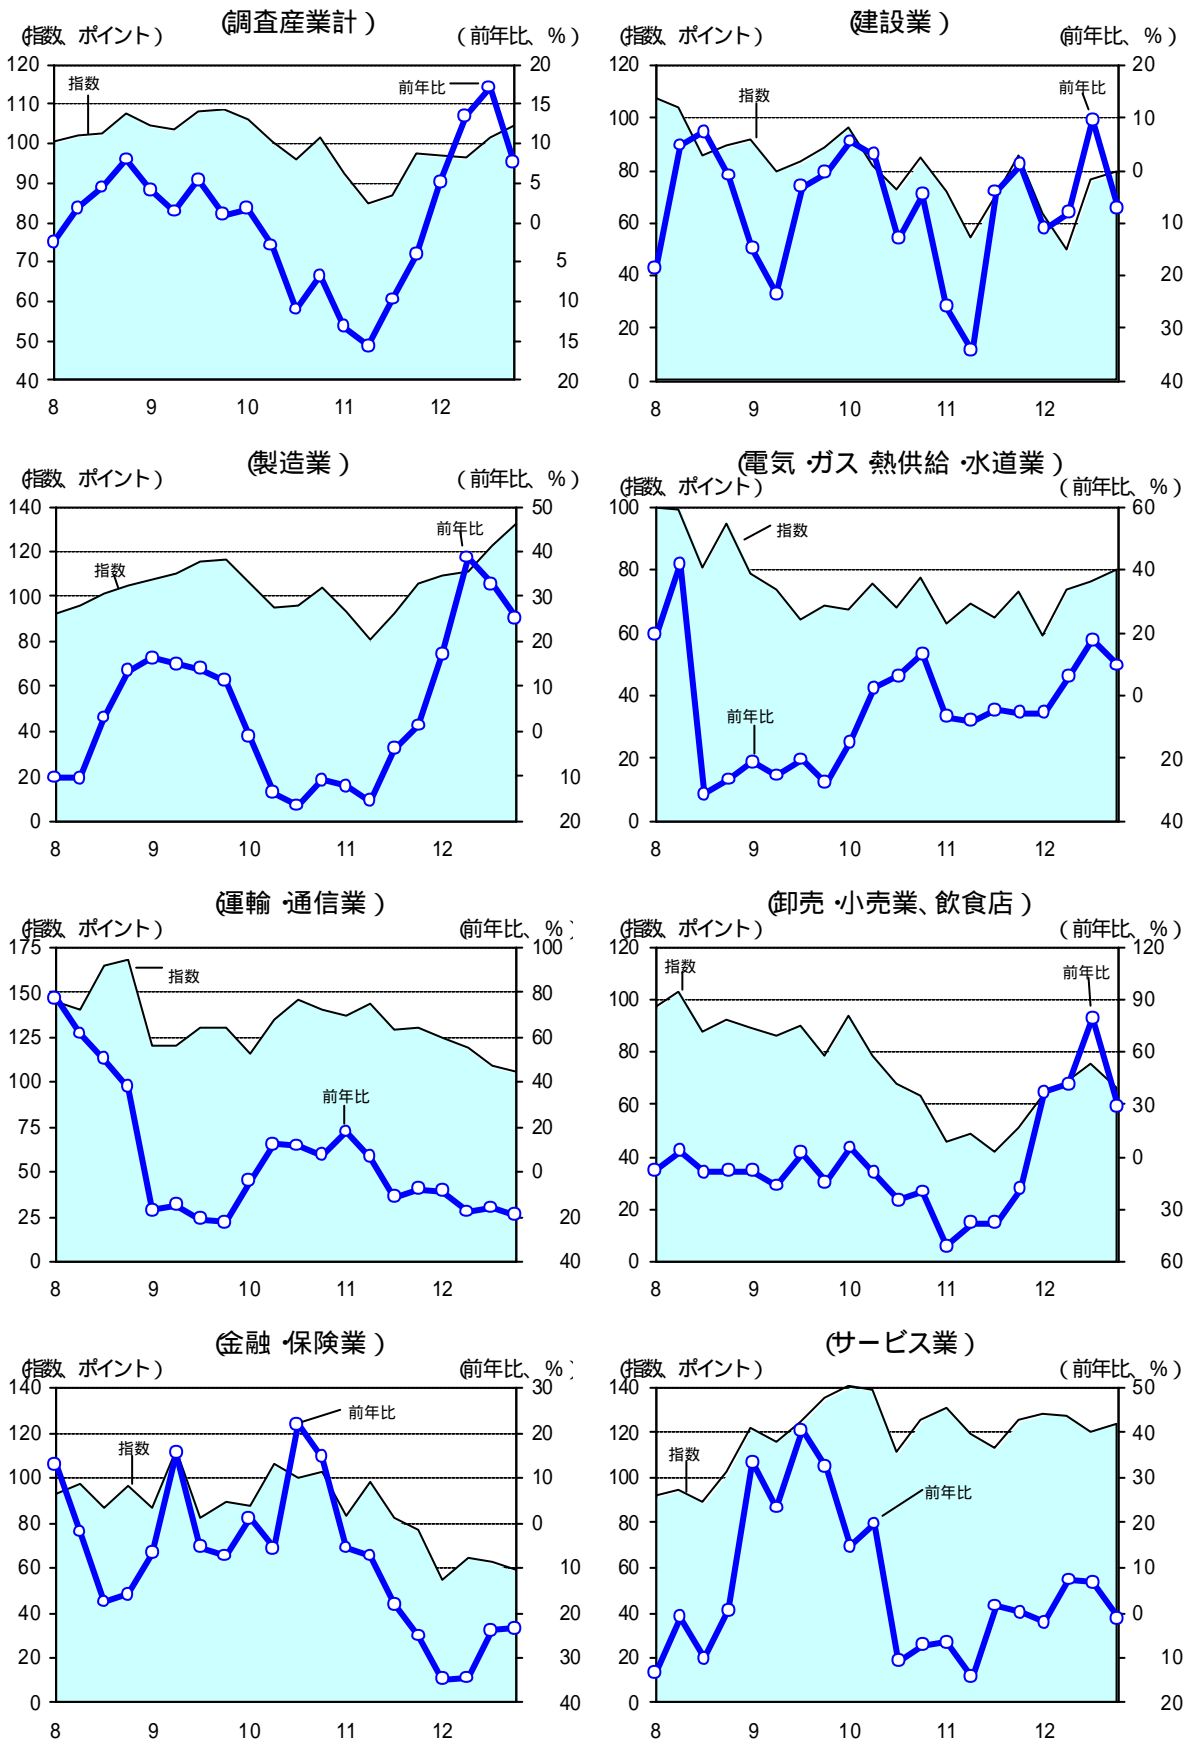 (調査産業計)
(指数、ポイント) (前年比、%)
指数 前年比
120 20
110 15
100 10
90 5
80 0
70 5
60 10
50 15
40 20
8 9 10 11 12
(建設業)
(指数、ポイント) (前年比、%)
指数 前年比
120 20
100 10
80 0
60 10
40 20
20 30
0 40
8 9 10 11 12
(製造業)
(指数、ポイント) (前年比、%)
前年比
指数
140 50
120 40
100 30
80 20
60 10
40 0
20 10
0 20
8 9 10 11 12
(電気・ガス・熱供給・水道業)
(指数、ポイント) (前年比、%)
指数
前年比
100 60
80 40
60 20
40 0
20 20
0 40
8 9 10 11 12
(運輸・通信業)
(指数、ポイント) (前年比、%)
指数
前年比
175 100
150 80
125 60
100 40
75 20
50 0
25 20
0 40
8 9 10 11 12
(卸売・小売業、飲食店)
(指数、ポイント) (前年比、%)
指数 前年比
120 120
100 90
80 60
60 30
40 0
20 30
0 60
8 9 10 11 12
(金融・保険業)
(指数、ポイント) (前年比、%)
前年比
指数
140 30
120 20
100 10
80 0
60 10
40 20
20 30
0 40
8 9 10 11 12
(サービス業)
(指数、ポイント) (前年比、%)
指数
前年比
140 50
120 40
100 30
80 20
60 10
40 0
20 10
0 20
8 9 10 11 12